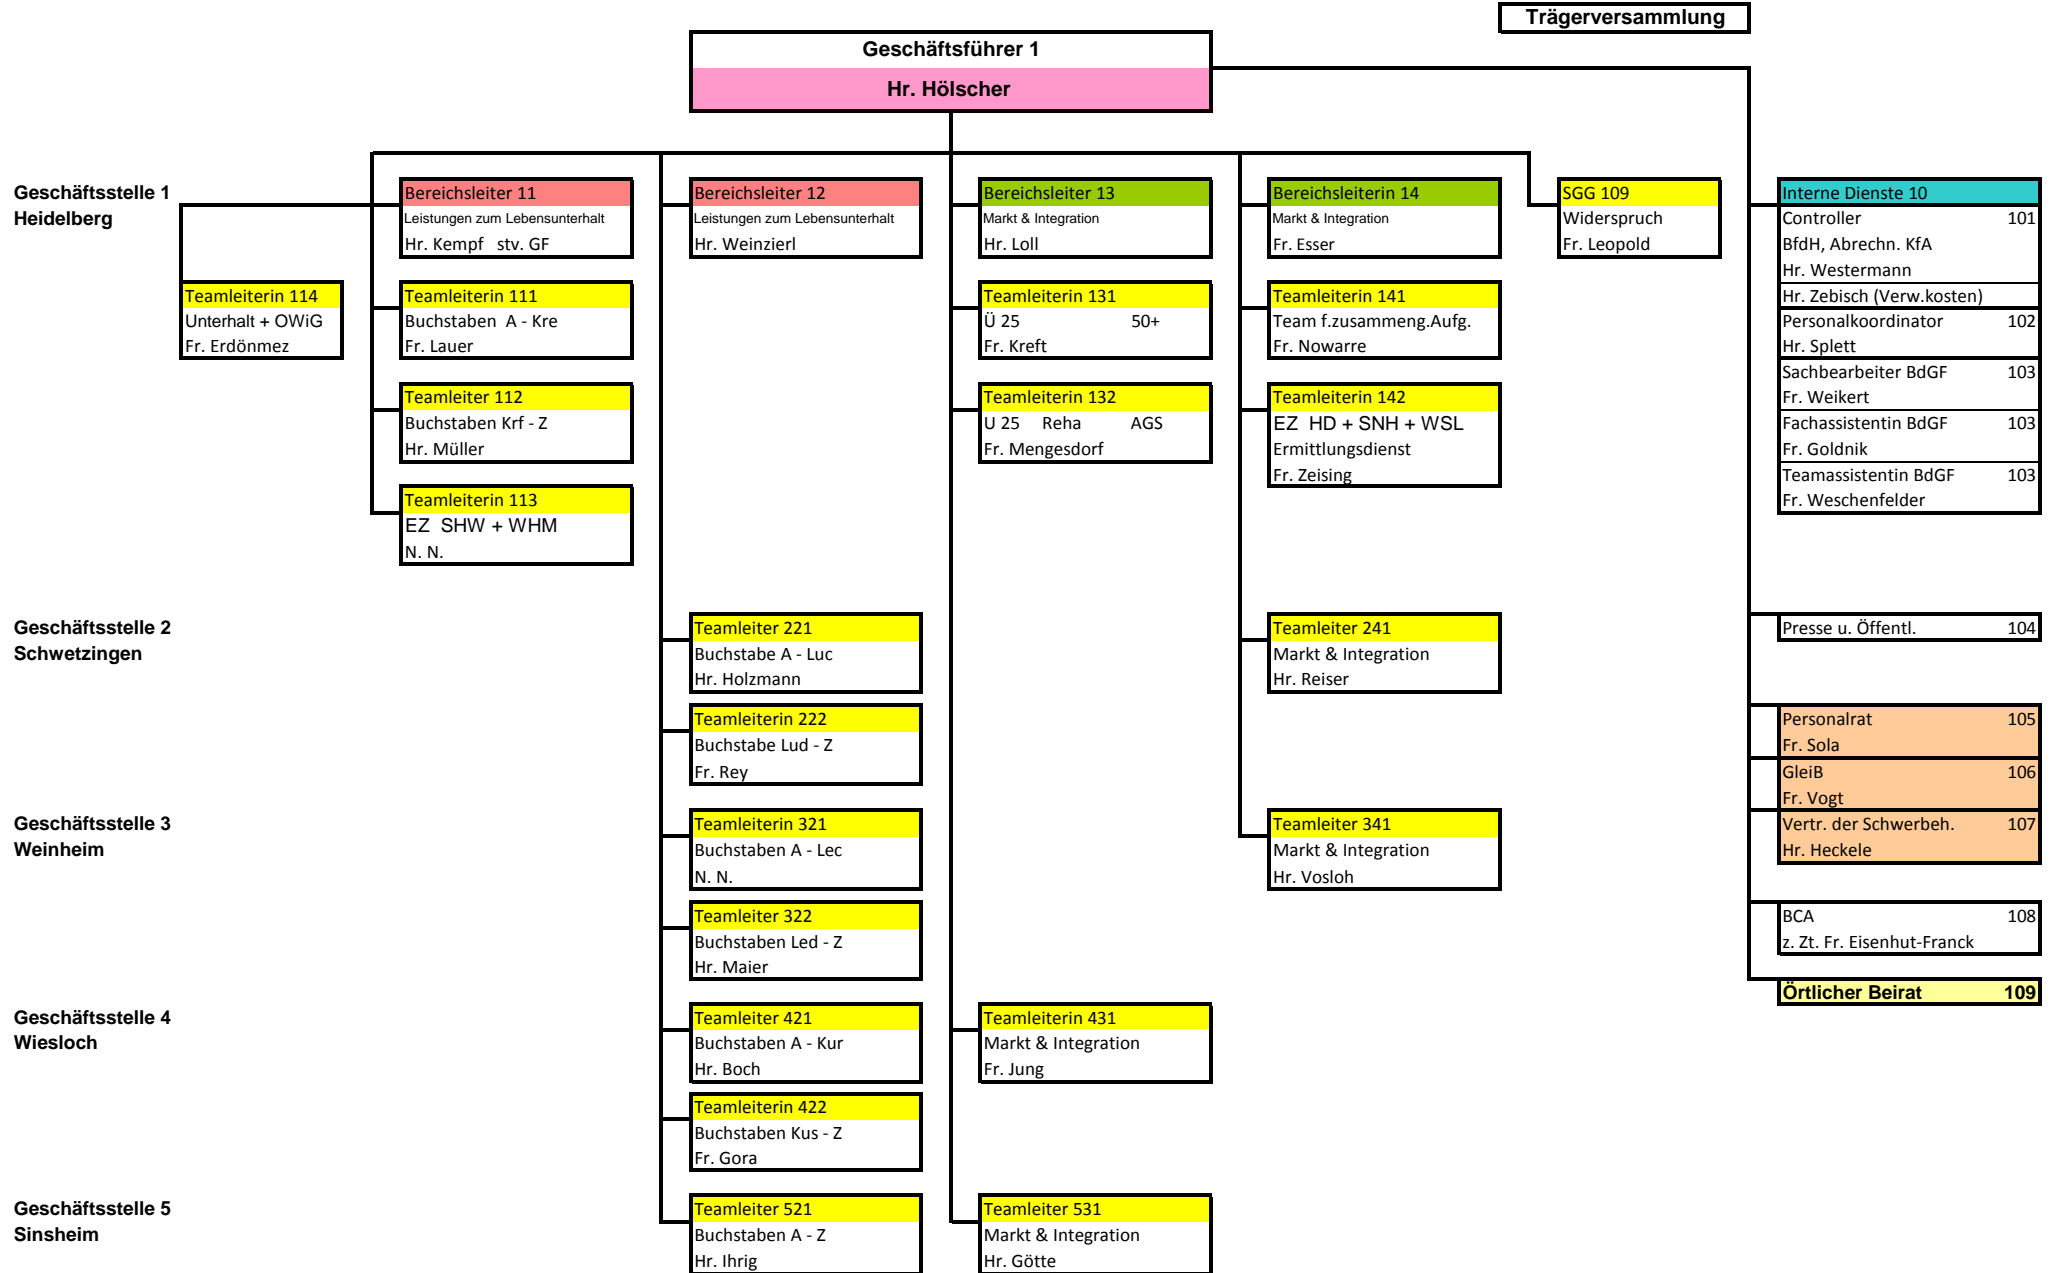 Trägerversammlung
Geschäftsführer 1
Hr. Hölscher
Geschäftsstelle 1
Heidelberg
Bereichsleiter 11
Leistungen zum Lebensunterhalt
Hr. Kempf stv. GF
Bereichsleiter 12
Leistungen zum Lebensunterhalt
Hr. Weinzierl
Bereichsleiter 13
Markt & Integration
Hr. Loll
Bereichsleiterin 14
Markt & Integration
Fr. Esser
SGG 109
Widerspruch
Fr. Leopold
Interne Dienste 10
Controller 101
BfdH, Abrechn. KfA
Hr. Westermann
Hr. Zebisch (Verw.kosten)
Personalkoordinator 102
Hr. Splett
Sachbearbeiter BdGF 103
Fr. Weikert
Fachassistentin BdGF 103
Fr. Goldnik
Teamassistentin BdGF 103
Fr. Weschenfelder
Teamleiterin 114
Unterhalt + OWiG
Fr. Erdönmez
Teamleiterin 111
Buchstaben A - Kre
Fr. Lauer
Teamleiterin 131
Ü 25 50+
Fr. Kreft
Teamleiterin 141
Team f.zusammeng.Aufg.
Fr. Nowarre
Teamleiter 112
Buchstaben Krf - Z
Hr. Müller
Teamleiterin 132
U 25 Reha AGS
Fr. Mengesdorf
Teamleiterin 142
EZ HD + SNH + WSL
Ermittlungsdienst
Fr. Zeising
Teamleiterin 113
EZ SHW + WHM
N. N.
Geschäftsstelle 2
Schwetzingen
Teamleiter 221
Buchstabe A - Luc
Hr. Holzmann
Teamleiter 241
Markt & Integration
Hr. Reiser
Presse u. Öffentl. 104
Teamleiterin 222
Buchstabe Lud - Z
Fr. Rey
Personalrat 105
Fr. Sola
GleiB 106
Fr. Vogt
Vertr. der Schwerbeh. 107
Hr. Heckele
Geschäftsstelle 3
Weinheim
Teamleiterin 321
Buchstaben A - Lec
N. N.
Teamleiter 341
Markt & Integration
Hr. Vosloh
Teamleiter 322
Buchstaben Led - Z
Hr. Maier
BCA 108
z. Zt. Fr. Eisenhut-Franck
Örtlicher Beirat 109
Geschäftsstelle 4
Wiesloch
Teamleiter 421
Buchstaben A - Kur
Hr. Boch
Teamleiterin 431
Markt & Integration
Fr. Jung
Teamleiterin 422
Buchstaben Kus - Z
Fr. Gora
Geschäftsstelle 5
Sinsheim
Teamleiter 521
Buchstaben A - Z
Hr. Ihrig
Teamleiter 531
Markt & Integration
Hr. Götte